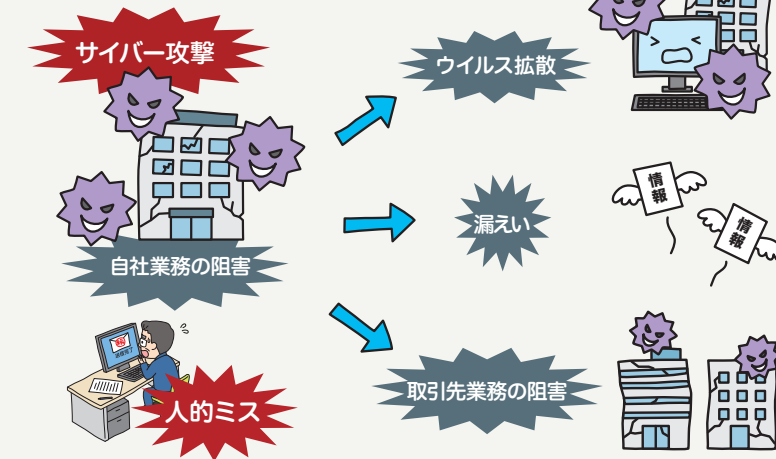 サイバー攻撃
自社業務の阻害
人的ミス
ウイルス拡散
漏えい
取引先業務の阻害
情報
情報